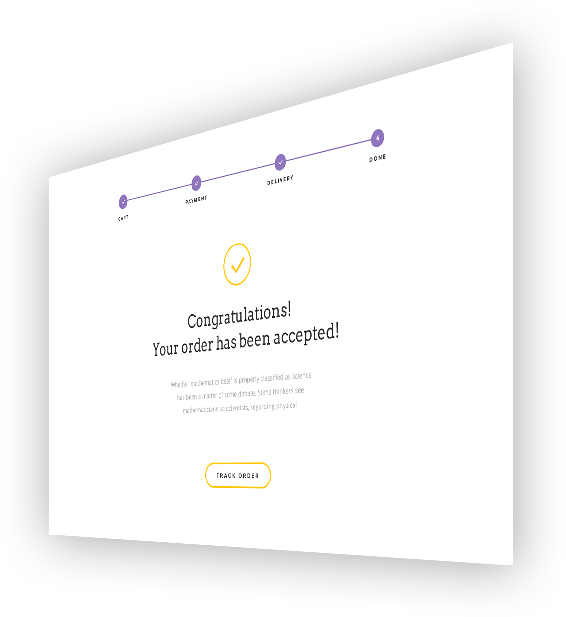 CART
PAYMENT
DELIVERY
DONE
Congratulations!
Your order has been accepted!
Whether mathematics itself is properly classified as science
has been a matter of some debate. Some thinkers see
mathematicians as scientists, regarding physical
TRACK ORDER